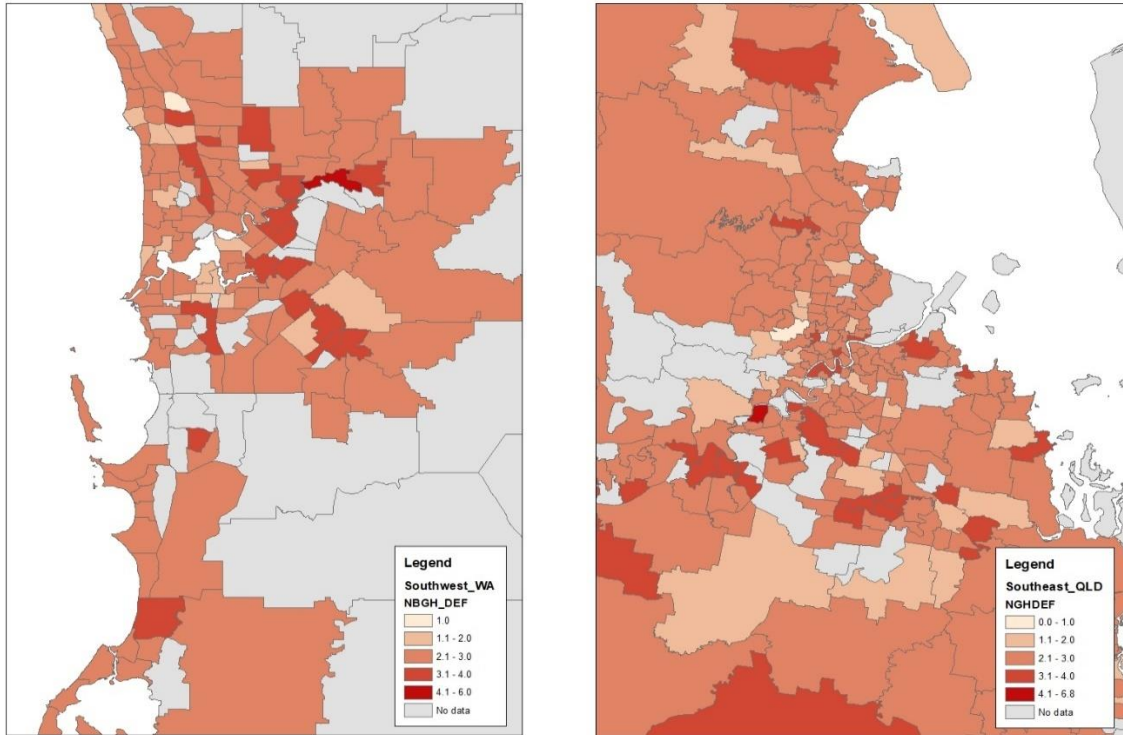 Legend
Southwest_WA
NBGH_DEF
1.0
1.1 - 2.0
2.1 - 3.0
3.1 - 4.0
4.1 - 6.0
No data
Legend
Southeast_QLD
NGHDEF
0.0 - 1.0
1.1 - 2.0
2.1 - 3.0
3.1 - 4.0
4.1 - 6.8
No data